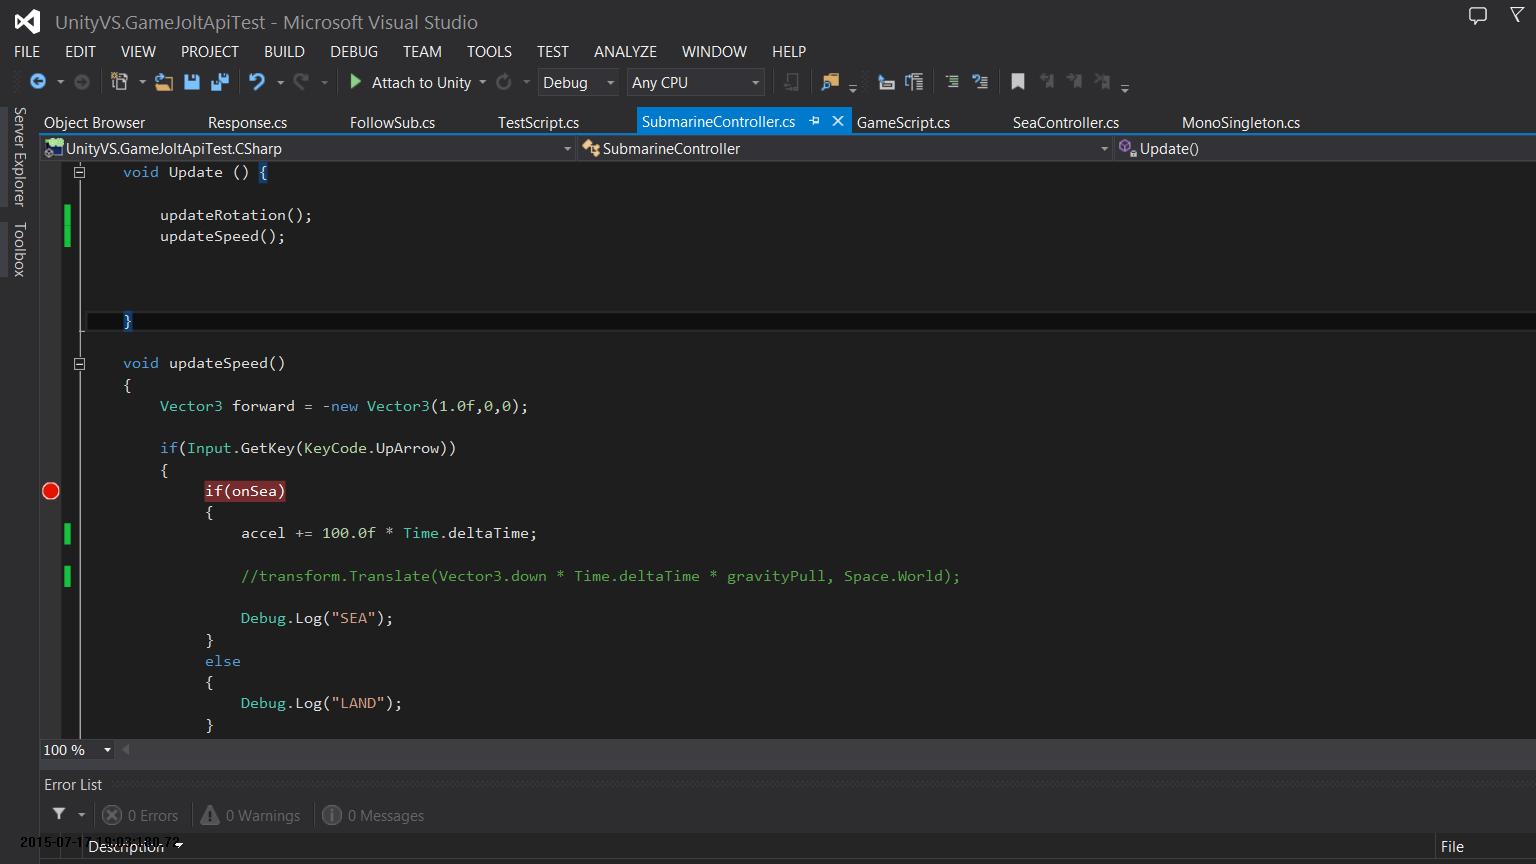 UnityVS.GameJoltApiTest - Microsoft Visual Studio
FILE EDIT VIEW PROJECT BUILD DEBUG TEAM TOOLS TEST ANALYZE WINDOW HELP
Attach to Unity Debug Any CPU
Server Explorer
Toolbox
Object Browser Response.cs FollowSub.cs TestScript.cs SubmarineController.cs GameScript.cs SeaController.cs MonoSingleton.cs
UnityVS.GameJoltApiTest.CSharp SubmarineController Update()
void Update () {
updateRotation();
updateSpeed();
}
void updateSpeed()
{
Vector3 forward = -new Vector3(1.0f,0,0);
if(Input.GetKey(KeyCode.UpArrow))
{
if(onSea)
{
accel += 100.0f * Time.deltaTime;
//transform.Translate(Vector3.down * Time.deltaTime * gravityPull, Space.World);
Debug.Log("SEA");
}
else
{
Debug.Log("LAND");
}
100 %
Error List
0 Errors 0 Warnings 0 Messages
Description File